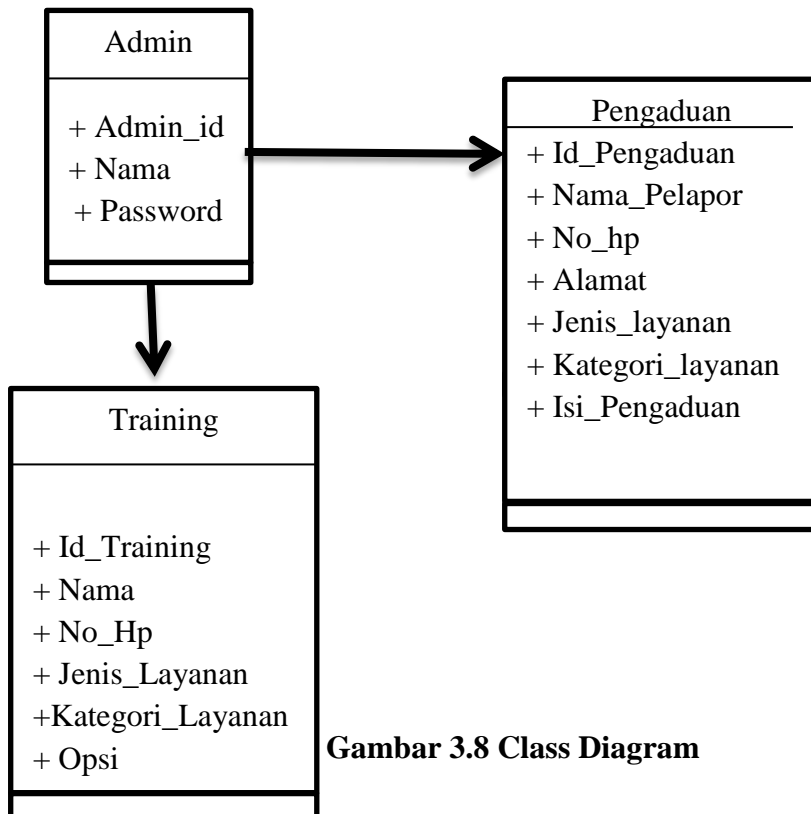 Admin
+ Admin_id
+ Nama
+ Password
Pengaduan
+ Id_Pengaduan
+ Nama_Pelapor
+ No_hp
+ Alamat
+ Jenis_layanan
+ Kategori_layanan
+ Isi_Pengaduan
Training
+ Id_Training
+ Nama
+ No_Hp
+ Jenis_Layanan
+Kategori_Layanan
+ Opsi
Gambar 3.8 Class Diagram